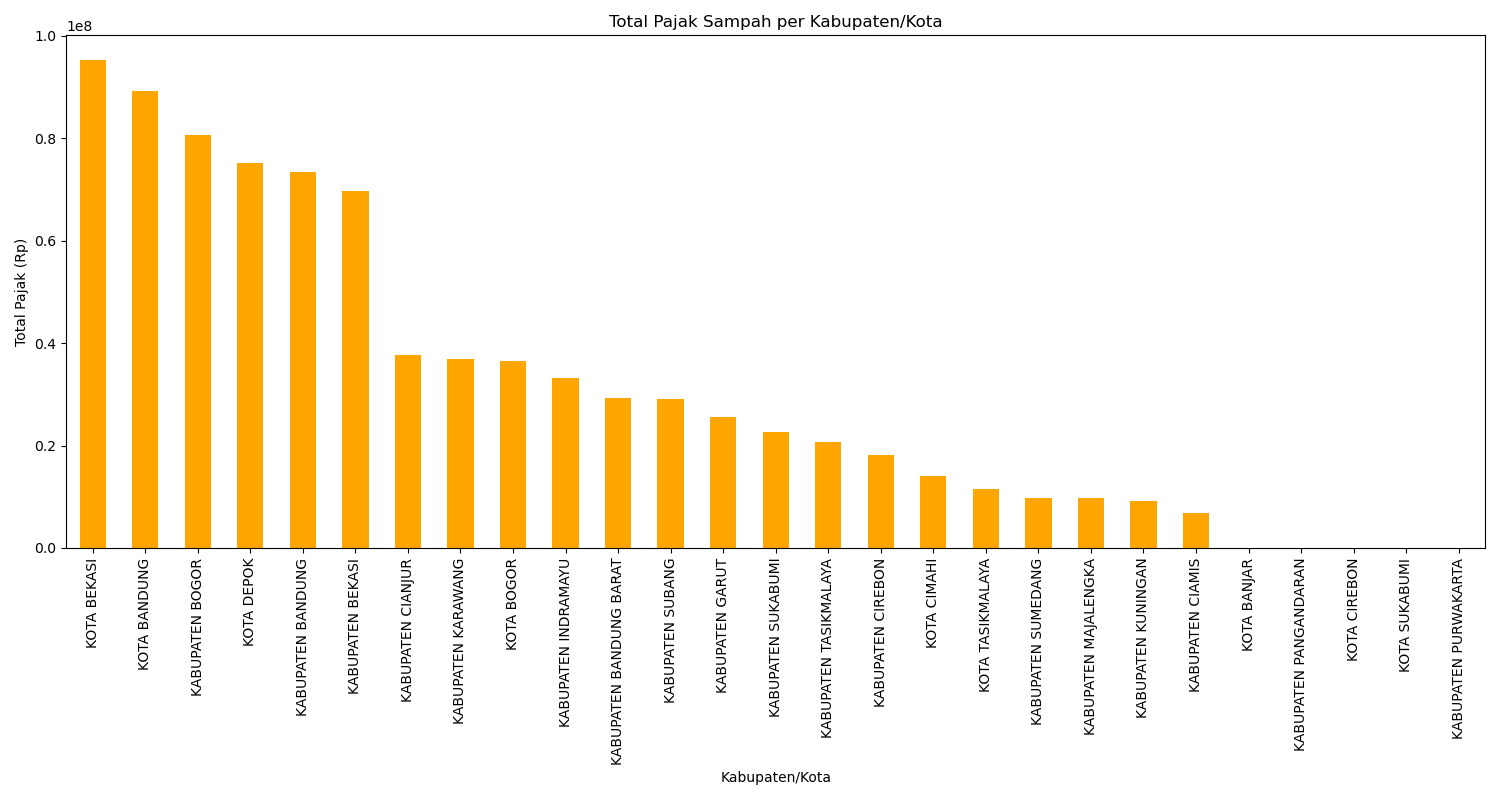 Total Pajak Sampah per Kabupaten/Kota
1e8
1.0
0.8
0.6
0.4
0.2
0.0
Total Pajak (Rp)
KOTA BEKASI
KOTA BANDUNG
KABUPATEN BOGOR
KOTA DEPOK
KABUPATEN BANDUNG
KABUPATEN BEKASI
KABUPATEN CIANJUR
KABUPATEN KARAWANG
KOTA BOGOR
KABUPATEN INDRAMAYU
KABUPATEN BANDUNG BARAT
KABUPATEN SUBANG
KABUPATEN GARUT
KABUPATEN SUKABUMI
KABUPATEN TASIKMALAYA
KABUPATEN CIREBON
KOTA CIMAHI
KOTA TASIKMALAYA
KABUPATEN SUMEDANG
KABUPATEN MAJALENGKA
KABUPATEN KUNINGAN
KABUPATEN CIAMIS
KOTA BANJAR
KABUPATEN PANGANDARAN
KOTA CIREBON
KOTA SUKABUMI
KABUPATEN PURWAKARTA
Kabupaten/Kota